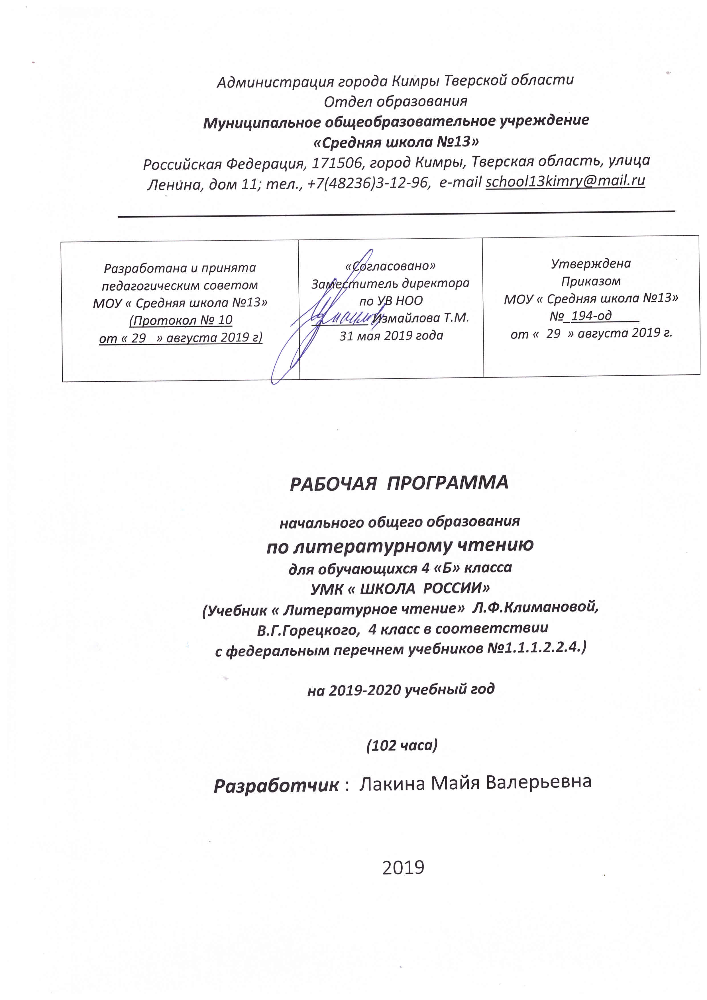 Администрация города Кимры Тверской области
Отдел образования
Муниципальное общеобразовательное учреждение
«Средняя школа №13»
Российская Федерация, 171506, город Кимры, Тверская область, улица
Ленина, дом 11; тел., +7(48236)3-12-96, e-mail school13kimry@mail.ru
Разработана и принята
педагогическим советом
МОУ « Средняя школа №13»
(Протокол № 10
от « 29 » августа 2019 г)
«Согласовано»
Заместитель директора
по УВ НОО
Измайлова Т.М.
31 мая 2019 года
Утверждена
Приказом
МОУ « Средняя школа №13»
№_194-од
от « 29 » августа 2019 г.
РАБОЧАЯ ПРОГРАММА
начального общего образования
по литературному чтению
для обучающихся 4 «Б» класса
УМК « ШКОЛА РОССИИ»
(Учебник « Литературное чтение» Л.Ф.Климановой,
В.Г.Горецкого, 4 класс в соответствии
с федеральным перечнем учебников №1.1.1.2.2.4.)
на 2019-2020 учебный год
(102 часа)
Разработчик : Лакина Майя Валерьевна
2019